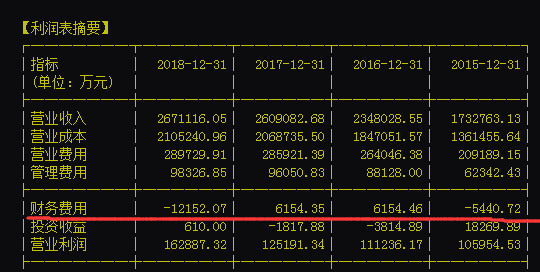 【利润表摘要】
指标 2018-12-31 2017-12-31 2016-12-31 2015-12-31
(单位：万元)
营业收入 2671116.05 2609082.68 2348028.55 1732763.13
营业成本 2105240.96 2068735.50 1847051.57 1361455.64
营业费用 289729.91 285921.39 264046.38 209189.15
管理费用 98326.85 96050.83 88128.00 62342.43
财务费用 -12152.07 6154.35 6154.46 -5440.72
投资收益 610.00 -1817.88 -3814.89 18269.89
营业利润 162887.32 125191.34 111236.17 105954.53